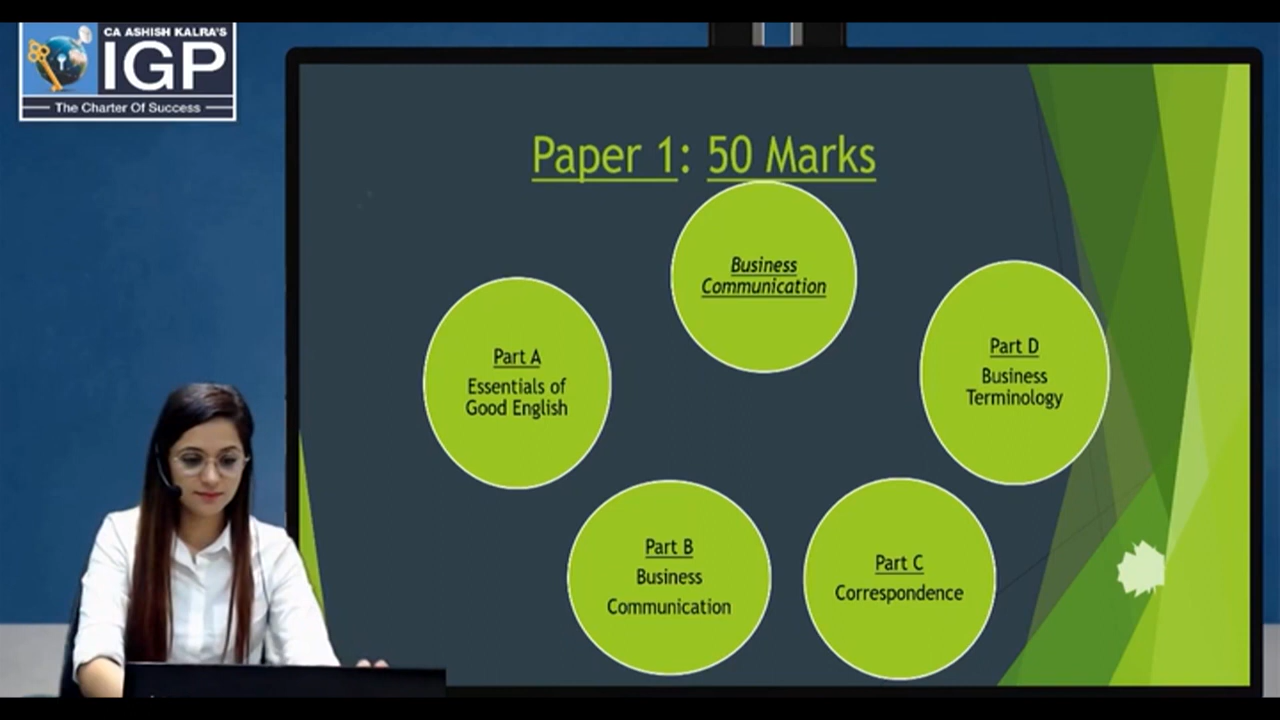 CA ASHISH KALRA'S
IGP
The Charter Of Success
Paper 1: 50 Marks
Business
Communication
Part A
Essentials of
Good English
Part B
Business
Communication
Part C
Correspondence
Part D
Business
Terminology